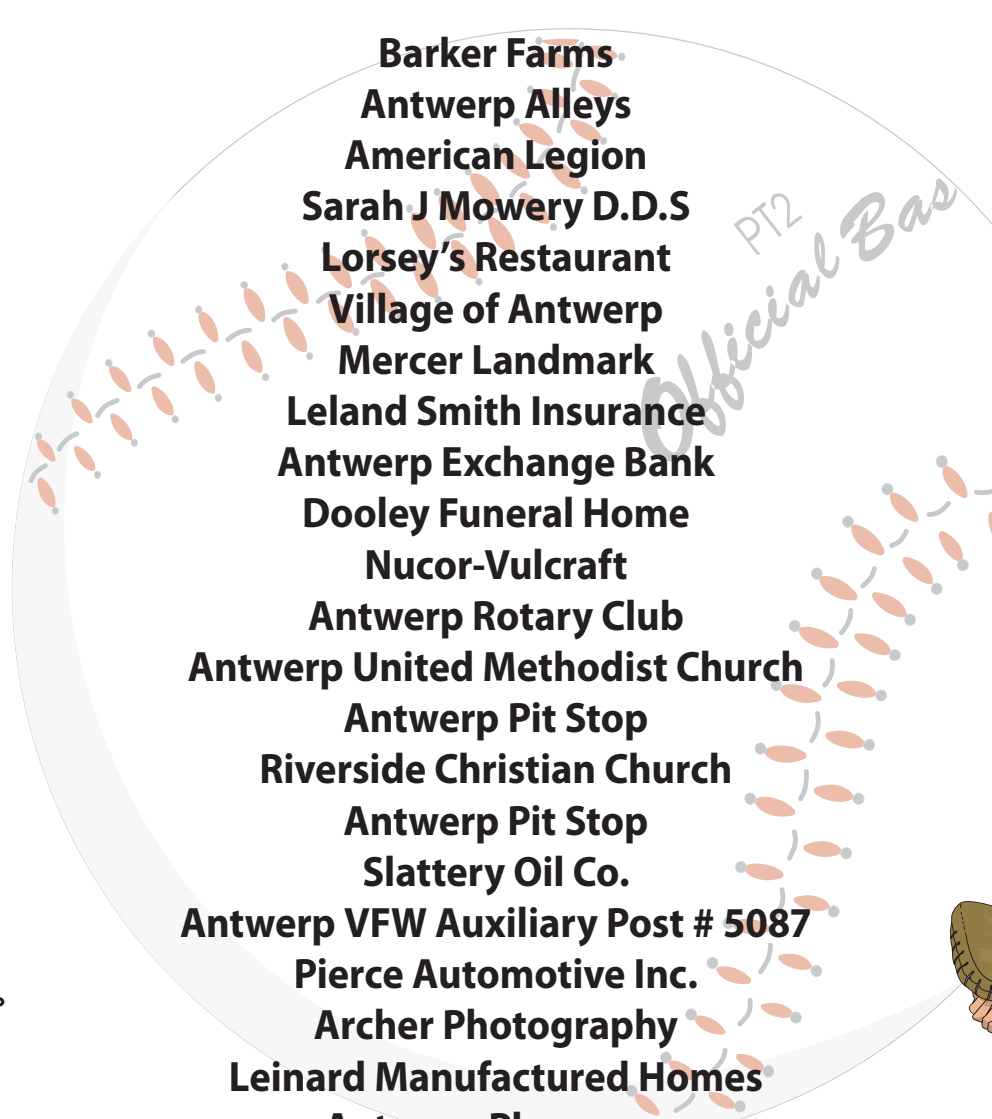 Barker Farms
Antwerp Alleys
American Legion
Sarah J Mowery D.D.S
PT2
Official Bas
Lorsey’s Restaurant
Village of Antwerp
Mercer Landmark
Leland Smith Insurance
Antwerp Exchange Bank
Dooley Funeral Home
Nucor-Vulcraft
Antwerp Rotary Club
Antwerp United Methodist Church
Antwerp Pit Stop
Riverside Christian Church
Antwerp Pit Stop
Slattery Oil Co.
Antwerp VFW Auxiliary Post # 5087
Pierce Automotive Inc.
Archer Photography
Leinard Manufactured Homes